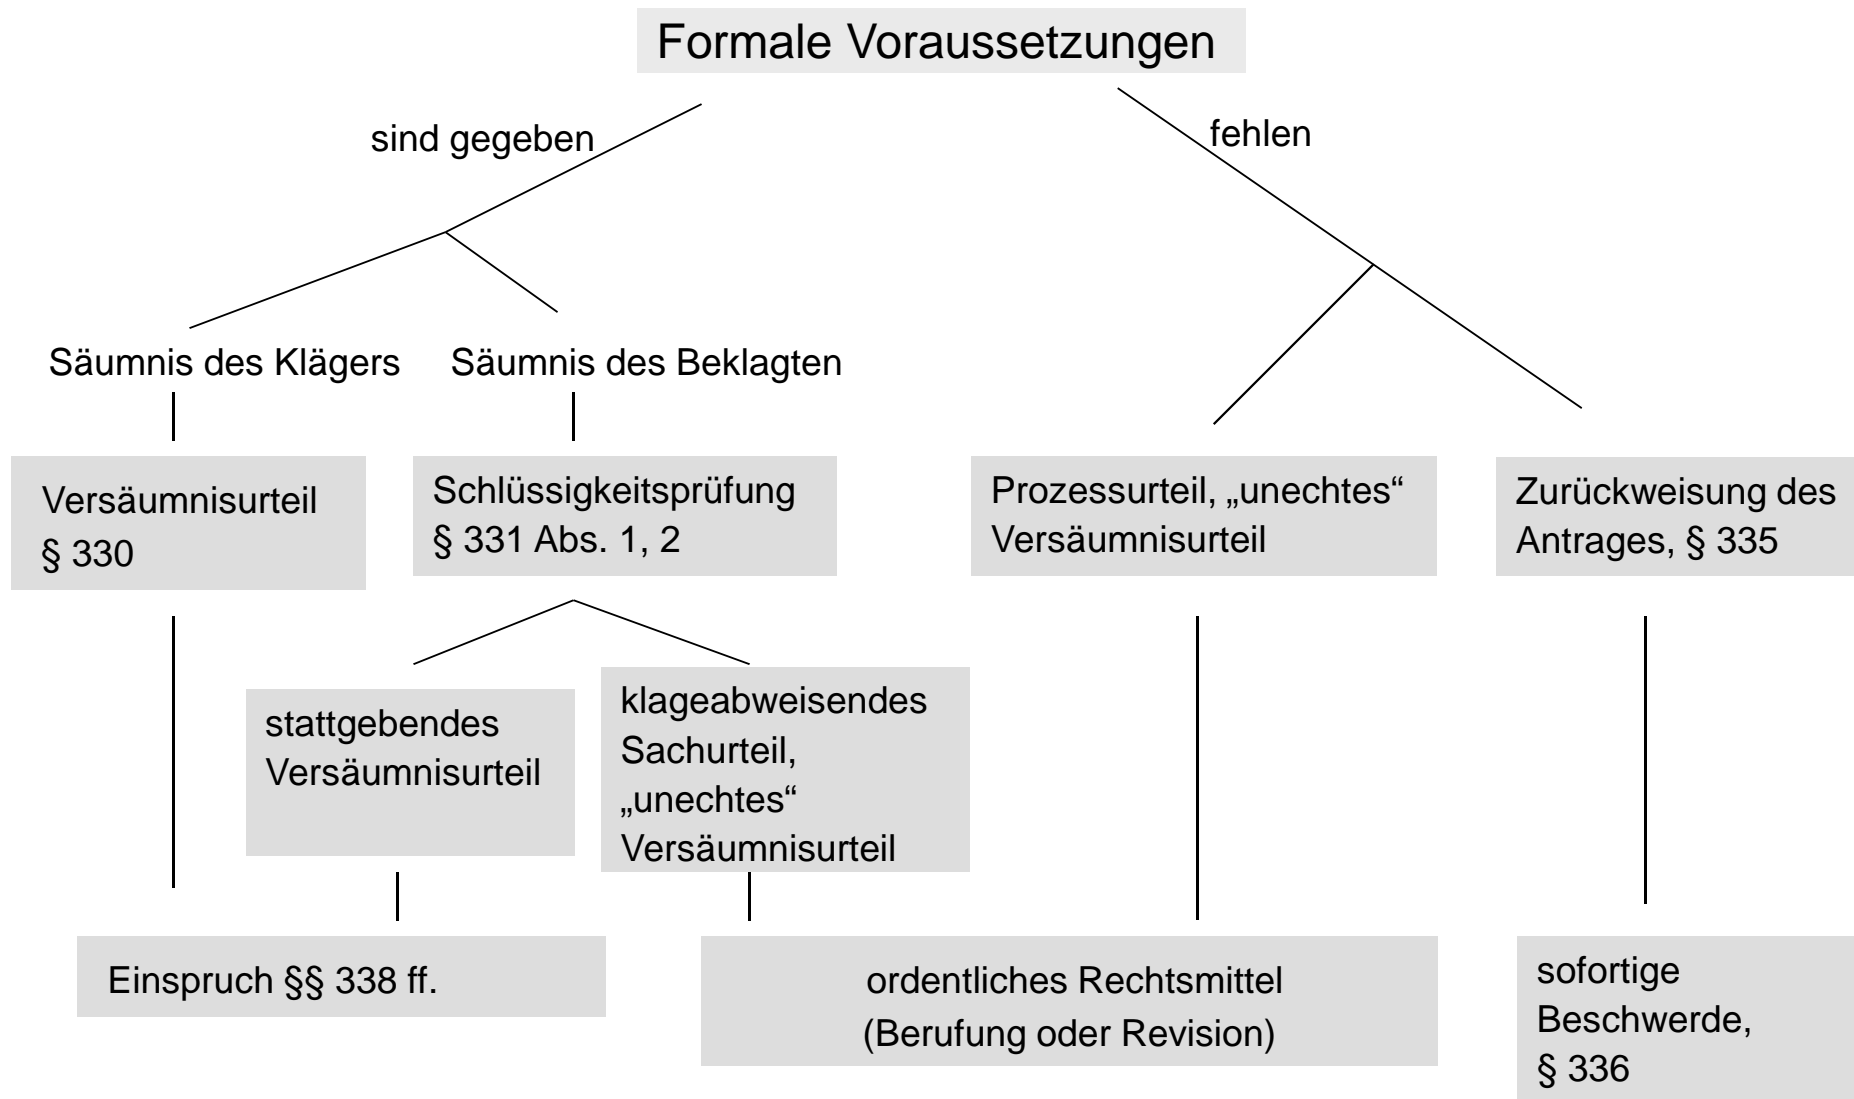 Formale Voraussetzungen
sind gegeben
fehlen
Säumnis des Klägers
Säumnis des Beklagten
Versäumnisurteil
§ 330
Schlüssigkeitsprüfung
§ 331 Abs. 1, 2
Prozessurteil, „unechtes“
Versäumnisurteil
Zurückweisung des
Antrages, § 335
stattgebendes
Versäumnisurteil
klageabweisendes
Sachurteil,
„unechtes“
Versäumnisurteil
Einspruch §§ 338 ff.
ordentliches Rechtsmittel
(Berufung oder Revision)
sofortige
Beschwerde,
§ 336